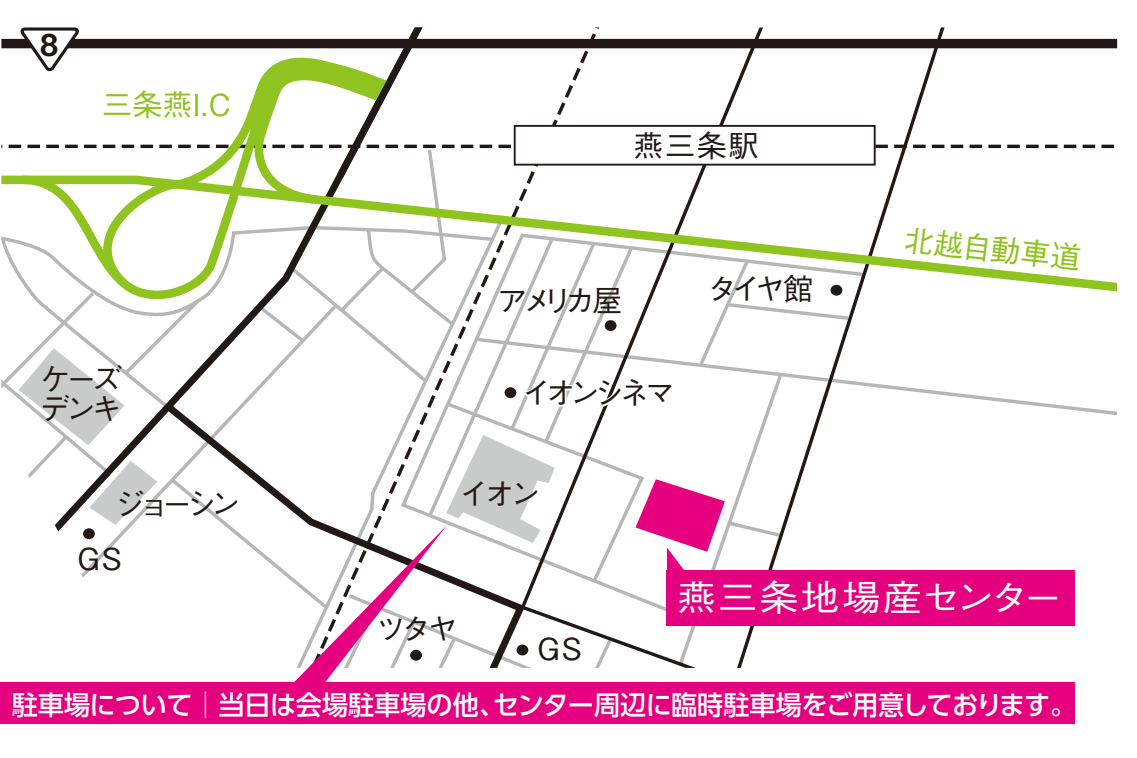 8
三条燕I.C
燕三条駅
北越自動車道
タイヤ館
アメリカ屋
ケーズ
デンキ
イオンシネマ
イオン
ジョーシン
GS
燕三条地場産センター
ツタヤ
GS
駐車場について｜当日は会場駐車場の他、センター周辺に臨時駐車場をご用意しております。